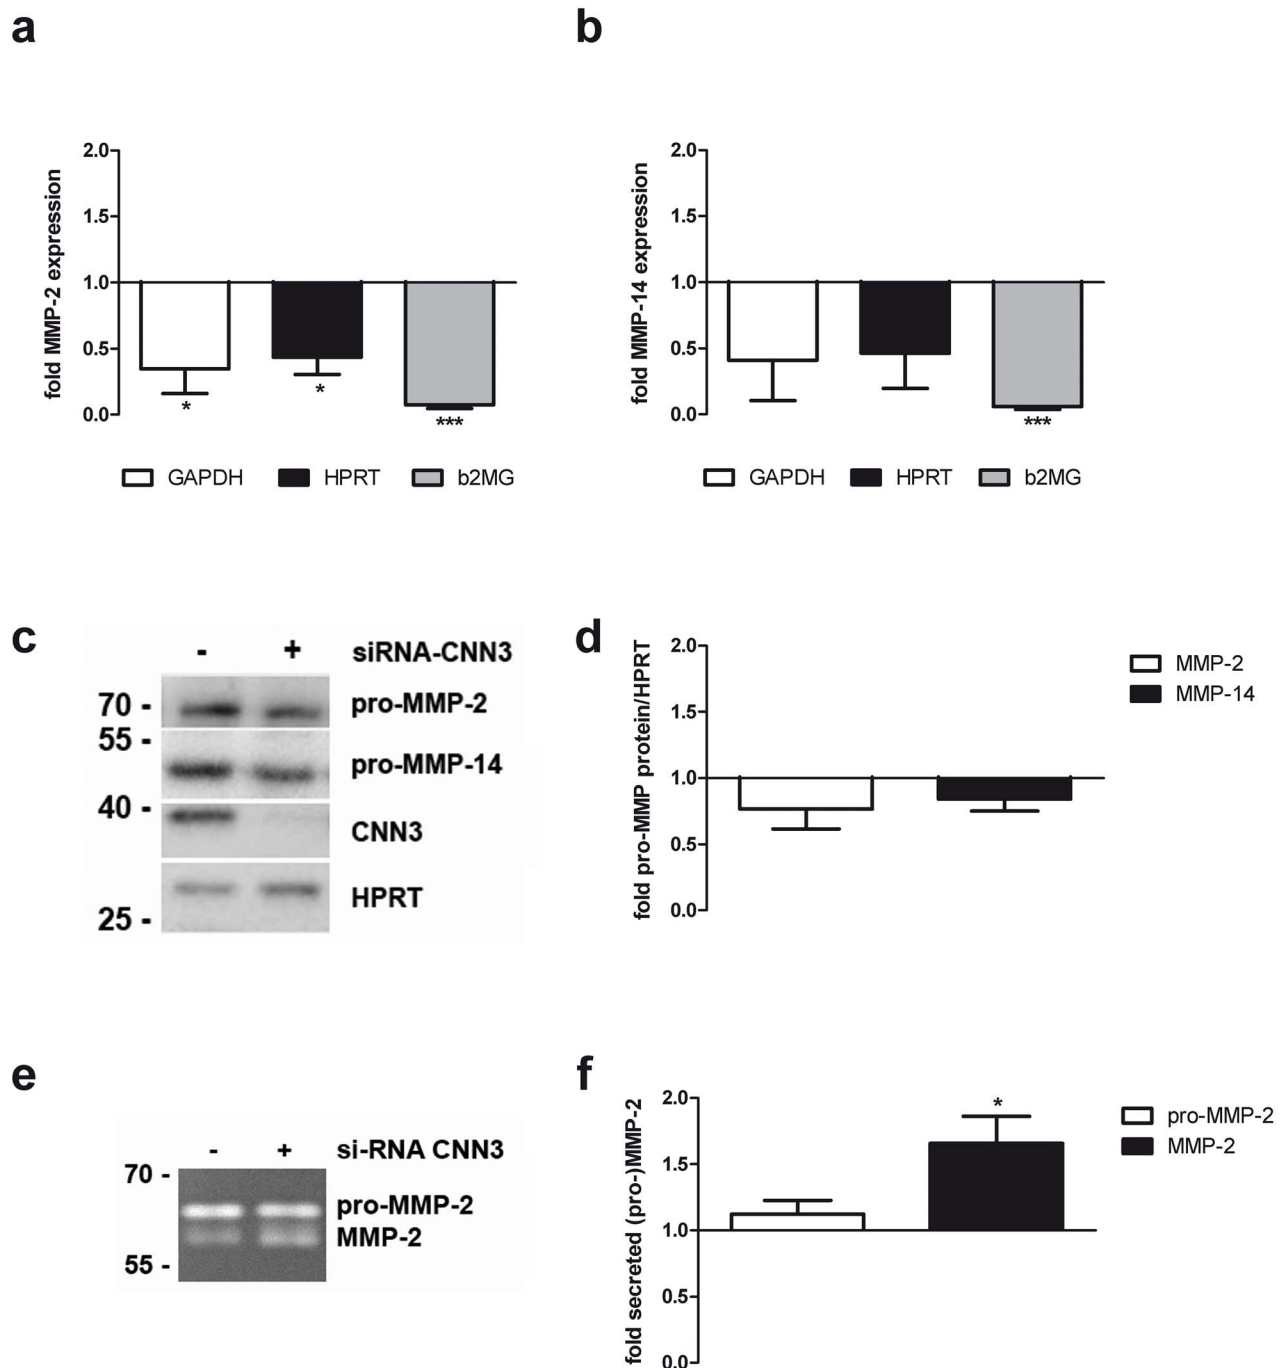 a
fold MMP-2 expression
2.0
1.5
1.0
0.5
0.0
*
*
***
GAPDH HPRT b2MG
b
fold MMP-14 expression
2.0
1.5
1.0
0.5
0.0
***
GAPDH HPRT b2MG
c
- + siRNA-CNN3
70 - pro-MMP-2
55 -
pro-MMP-14
40 -
CNN3
HPRT
25 -
d
fold pro-MMP protein/HPRT
2.0
1.5
1.0
0.5
0.0
MMP-2
MMP-14
e
- + si-RNA CNN3
70 -
pro-MMP-2
MMP-2
55 -
f
fold secreted (pro-)MMP-2
2.0
1.5
1.0
0.5
0.0
*
pro-MMP-2
MMP-2